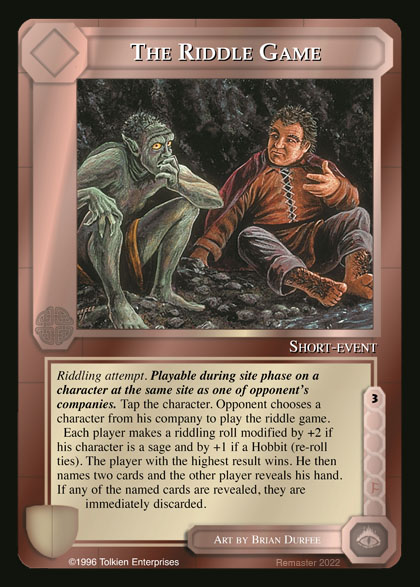 The Riddle Game
Short-event
Riddling attempt. Playable during site phase on a
character at the same site as one of opponent's
companies. Tap the character. Opponent chooses a
character from his company to play the riddle game.
Each player makes a riddling roll modified by +2 if
his character is a sage and by +1 if a Hobbit (re-roll
ties). The player with the highest result wins. He then
names two cards and the other player reveals his hand.
If any of the named cards are revealed, they are
immediately discarded.
3
R
Art by Brian Durfee
©1996 Tolkien Enterprises
Remaster 2022